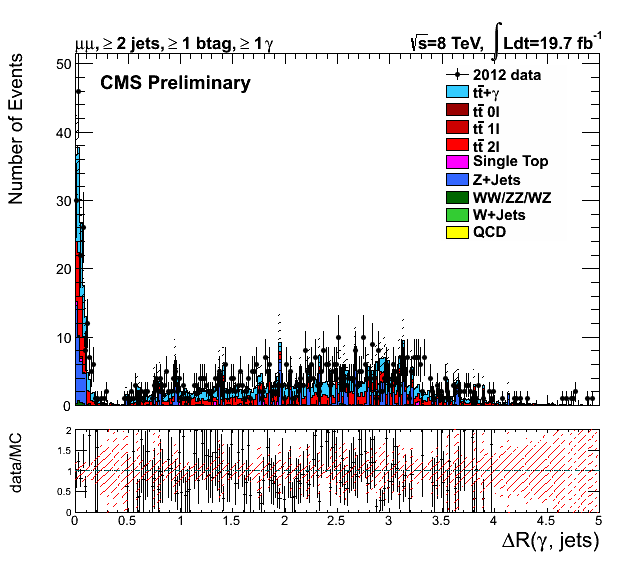 μμ, ≥ 2 jets, ≥ 1 btag, ≥ 1 γ
√s=8 TeV, ∫Ldt=19.7 fb⁻¹
CMS Preliminary
2012 data
tt̄+γ
tt̄ 0l
tt̄ 1l
tt̄ 2l
Single Top
Z+Jets
WW/ZZ/WZ
W+Jets
QCD
Number of Events
50
40
30
20
10
0
data/MC
2
1.5
1
0.5
0
0 0.5 1 1.5 2 2.5 3 3.5 4 4.5 5
ΔR(γ, jets)